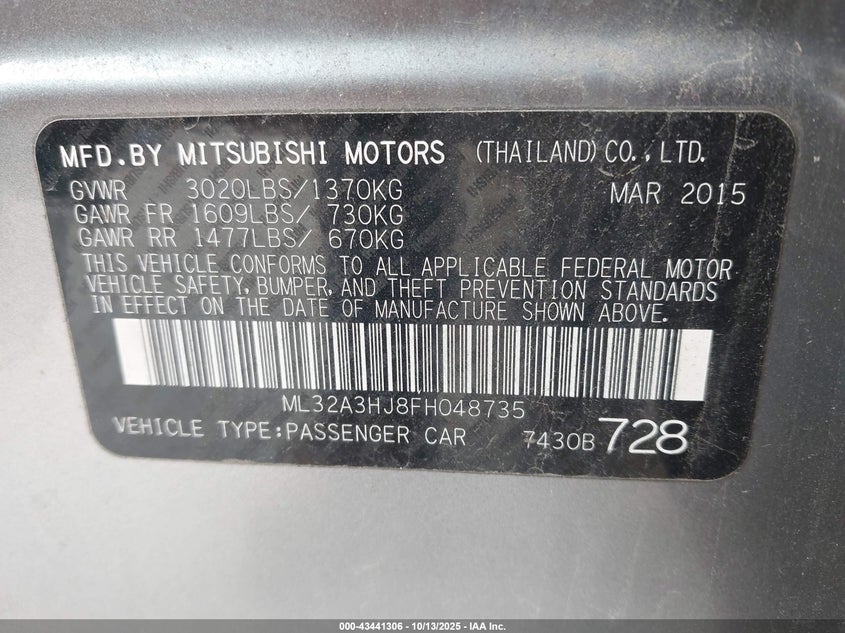 MFD.BY MITSUBISHI MOTORS (THAILAND) CO.,LTD.
GVWR 3020LBS/1370KG MAR 2015
GAWR FR 1609LBS/ 730KG
GAWR RR 1477LBS/ 670KG
THIS VEHICLE CONFORMS TO ALL APPLICABLE FEDERAL MOTOR
VEHICLE SAFETY, BUMPER, AND THEFT PREVENTION STANDARDS
IN EFFECT ON THE DATE OF MANUFACTURE SHOWN ABOVE.
ML32A3HJ8FH048735
VEHICLE TYPE:PASSENGER CAR 7430B 728
000-43441306 | 10/13/2025 - IAA Inc.